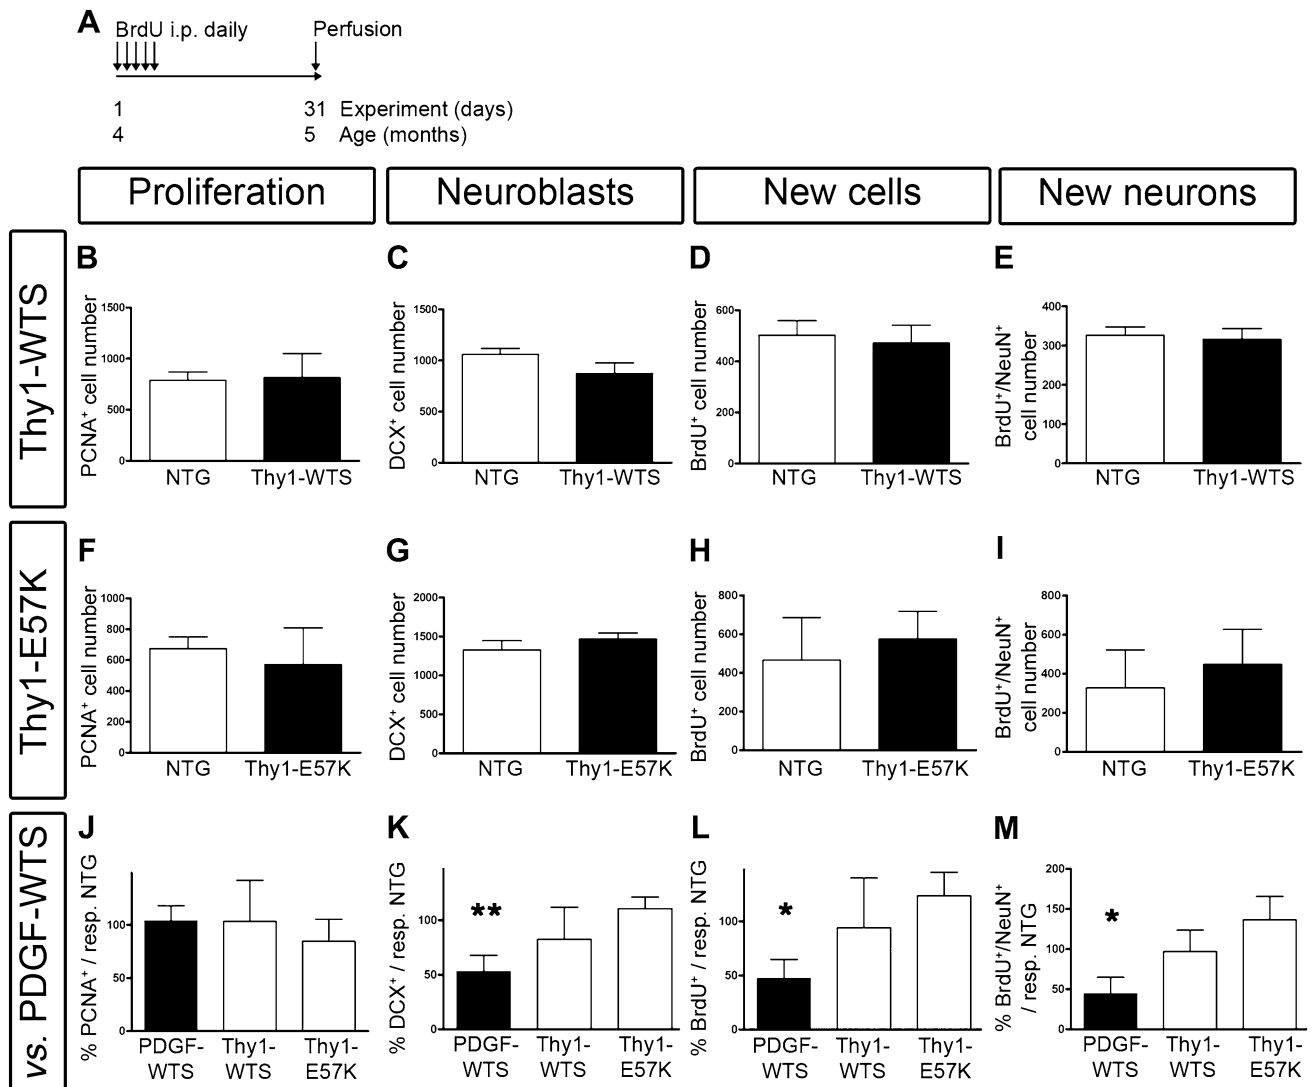 A
BrdU i.p. daily Perfusion
1 31 Experiment (days)
4 5 Age (months)
Proliferation Neuroblasts New cells New neurons
Thy1-WTS
B
PCNA⁺ cell number
1500
1000
500
0
NTG Thy1-WTS
C
DCX⁺ cell number
1500
1000
500
0
NTG Thy1-WTS
D
BrdU⁺ cell number
600
400
200
0
NTG Thy1-WTS
E
BrdU⁺/NeuN⁺
cell number
400
300
200
100
0
NTG Thy1-WTS
Thy1-E57K
F
PCNA⁺ cell number
1000
800
600
400
200
0
NTG Thy1-E57K
G
DCX⁺ cell number
2000
1500
1000
500
0
NTG Thy1-E57K
H
BrdU⁺ cell number
800
600
400
200
0
NTG Thy1-E57K
I
BrdU⁺/NeuN⁺
cell number
800
600
400
200
0
NTG Thy1-E57K
vs. PDGF-WTS
J
% PCNA⁺ / resp. NTG
100
50
0
PDGF- Thy1- Thy1-
WTS WTS E57K
K
% DCX⁺ / resp. NTG
100
50
0
**
PDGF- Thy1- Thy1-
WTS WTS E57K
L
% BrdU⁺ / resp. NTG
100
50
0
*
PDGF- Thy1- Thy1-
WTS WTS E57K
M
% BrdU⁺/NeuN⁺
/ resp. NTG
200
150
100
50
0
*
PDGF- Thy1- Thy1-
WTS WTS E57K